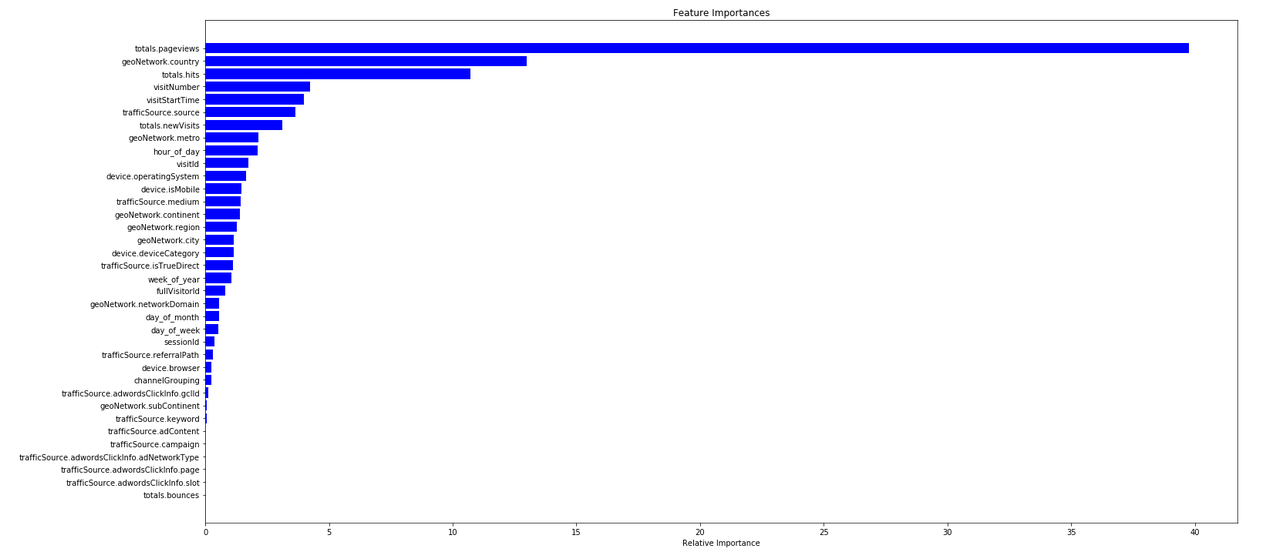 Feature Importances
totals.pageviews
geoNetwork.country
totals.hits
visitNumber
visitStartTime
trafficSource.source
totals.newVisits
geoNetwork.metro
hour_of_day
visitId
device.operatingSystem
device.isMobile
trafficSource.medium
geoNetwork.continent
geoNetwork.region
geoNetwork.city
device.deviceCategory
trafficSource.isTrueDirect
week_of_year
fullVisitorId
geoNetwork.networkDomain
day_of_month
day_of_week
sessionId
trafficSource.referralPath
device.browser
channelGrouping
trafficSource.adwordsClickInfo.gclId
geoNetwork.subContinent
trafficSource.keyword
trafficSource.adContent
trafficSource.campaign
trafficSource.adwordsClickInfo.adNetworkType
trafficSource.adwordsClickInfo.page
trafficSource.adwordsClickInfo.slot
totals.bounces
0 5 10 15 20 25 30 35 40
Relative Importance